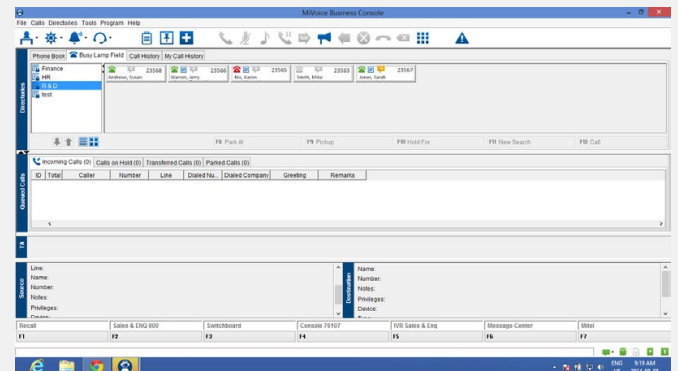 MiVoice Business Console
File Calls Directories Tools Program Help
Phone Book Busy Lamp Field Call History My Call History
Directories
Finance
HR
R & D
test
23568
Andrews, Susan
23566
Warren, Jerry
23565
Nix, Aaron
23563
Smith, Mike
23567
Jones, Sarah
F8 Park At F9 Pickup F10 Hold For F11 New Search F12 Call
Queued Calls
Incoming Calls (0) Calls on Hold (0) Transferred Calls (0) Parked Calls (0)
ID Total Caller Number Line Dialed Nu... Dialed Company Greeting Remarks
Source
Line:
Name:
Number:
Notes:
Privileges:
Device:
Destination
Name:
Number:
Notes:
Privileges:
Device:
Recall Sales & ENQ 000 Switchboard Console 76107 IVR Sales & Enq Message-Center Mitel
F1 F2 F3 F4 F5 F6 F7
ENG 9:19 AM